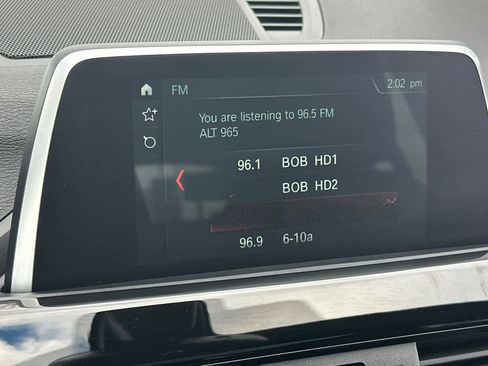 FM
2:02 pm
You are listening to 96.5 FM
ALT 965
96.1 BOB HD1
BOB HD2
96.9 6-10a